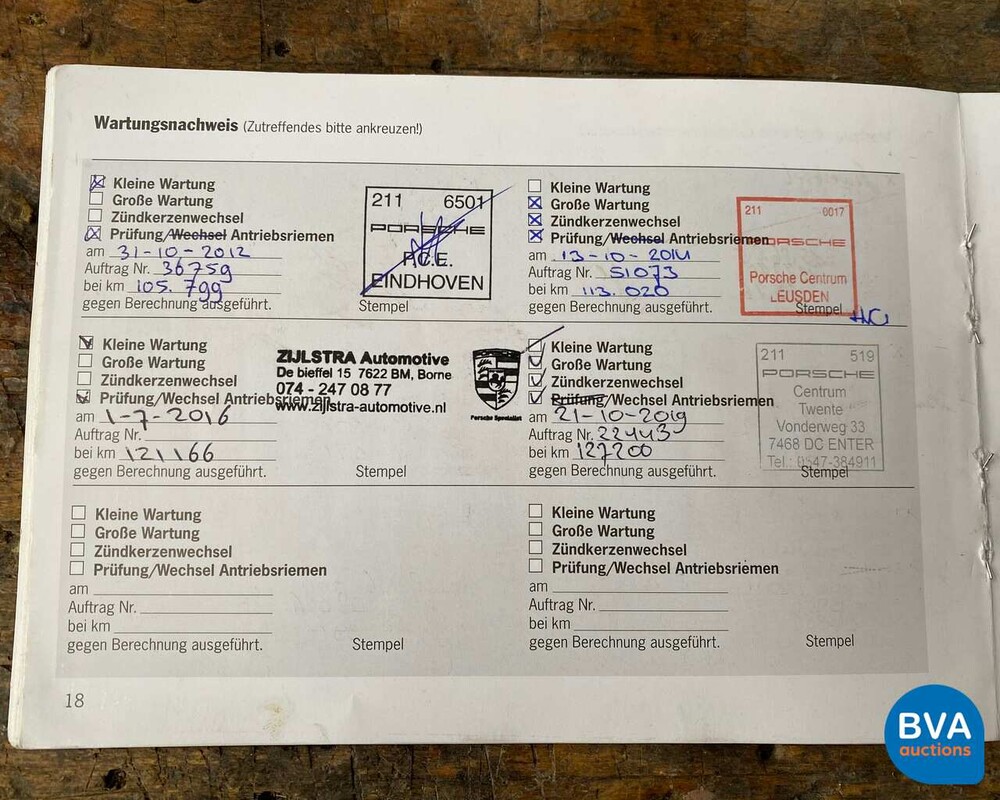 Wartungsnachweis (Zutreffendes bitte ankreuzen!)
Kleine Wartung
Große Wartung
Zündkerzenwechsel
Prüfung/Wechsel Antriebsriemen
am 31-10-2012
Auftrag Nr. 36759
bei km 105.799
gegen Berechnung ausgeführt.
Stempel
211 6501
PORSCHE
P.C.E.
EINDHOVEN
Kleine Wartung
Große Wartung
Zündkerzenwechsel
Prüfung/Wechsel Antriebsriemen
am 13-10-2014
Auftrag Nr. 51073
bei km 113.020
gegen Berechnung ausgeführt.
Stempel
211 0017
PORSCHE
Porsche Centrum
LEUSDEN
Kleine Wartung
Große Wartung
Zündkerzenwechsel
Prüfung/Wechsel Antriebsriemen
am 1-7-2016
Auftrag Nr.
bei km 121166
gegen Berechnung ausgeführt.
Stempel
ZIJLSTRA Automotive
De bieffel 15 7622 BM, Borne
074 - 247 08 77
www.zijlstra-automotive.nl
Porsche Specialist
Kleine Wartung
Große Wartung
Zündkerzenwechsel
Prüfung/Wechsel Antriebsriemen
am 21-10-2019
Auftrag Nr. 22443
bei km 127200
gegen Berechnung ausgeführt.
Stempel
211 519
PORSCHE
Centrum
Twente
Vonderweg 33
7468 DC ENTER
Tel.: 0547-384911
Kleine Wartung
Große Wartung
Zündkerzenwechsel
Prüfung/Wechsel Antriebsriemen
am
Auftrag Nr.
bei km
gegen Berechnung ausgeführt.
Stempel
Kleine Wartung
Große Wartung
Zündkerzenwechsel
Prüfung/Wechsel Antriebsriemen
am
Auftrag Nr.
bei km
gegen Berechnung ausgeführt.
Stempel
18
BVA
auctions